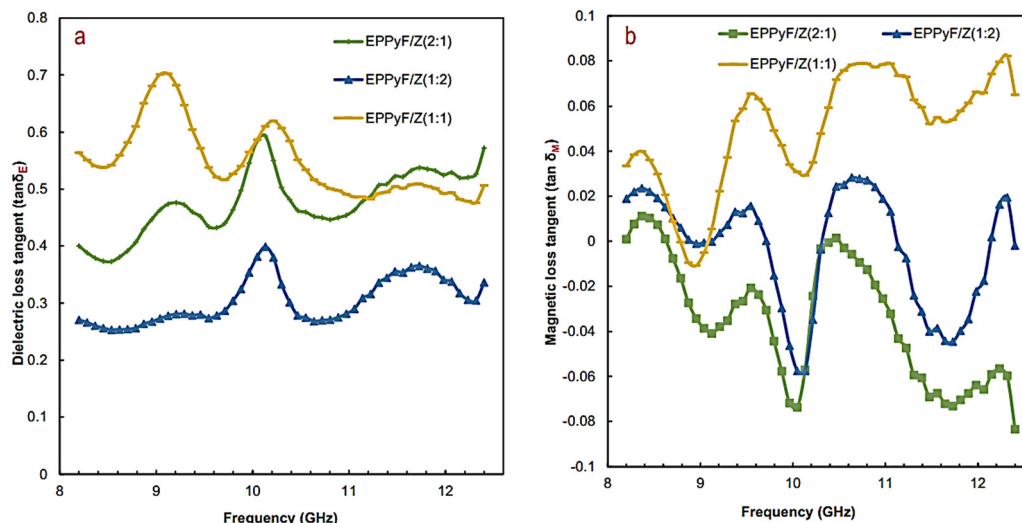 a
EPPyF/Z(2:1)
EPPyF/Z(1:2)
EPPyF/Z(1:1)
Dielectric loss tangent (tanδE)
0.8
0.7
0.6
0.5
0.4
0.3
0.2
0.1
0
8 9 10 11 12
Frequency (GHz)
b
EPPyF/Z(2:1) EPPyF/Z(1:2)
EPPyF/Z(1:1)
Magnetic loss tangent (tan δM)
0.1
0.08
0.06
0.04
0.02
0
-0.02
-0.04
-0.06
-0.08
-0.1
8 9 10 11 12
Frequency (GHz)